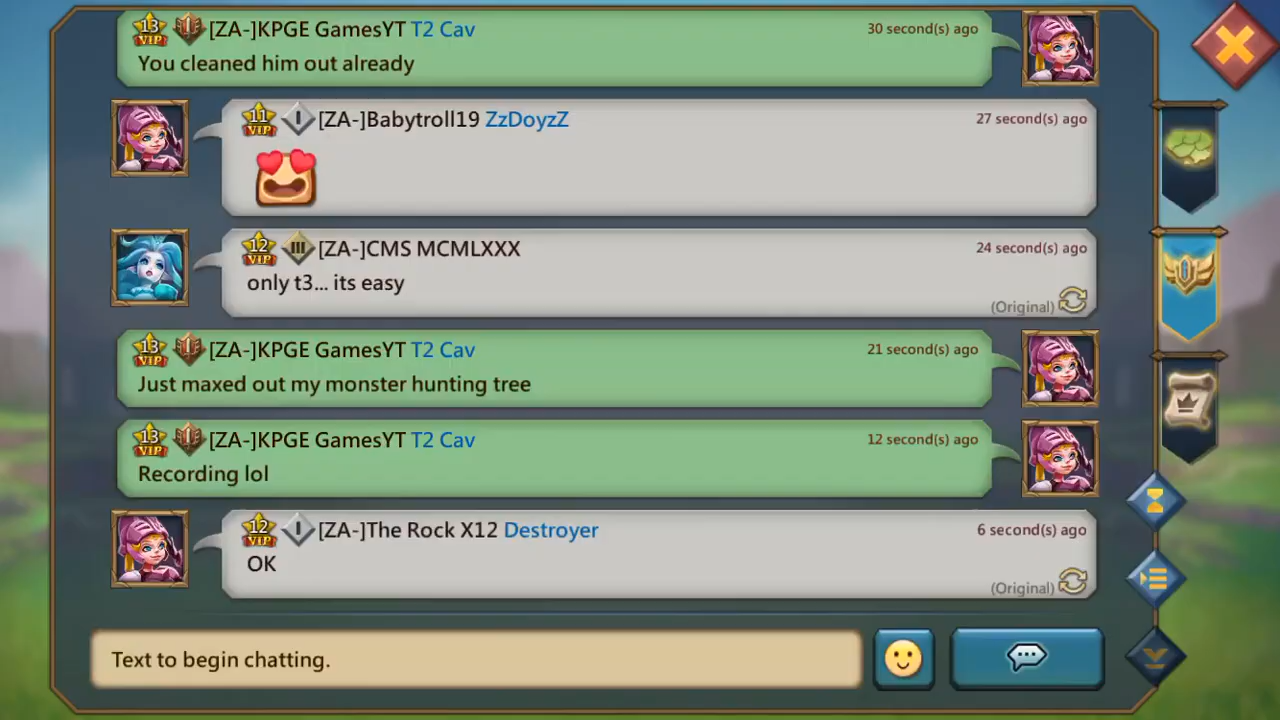 13 VIP [ZA-]KPGE GamesYT T2 Cav 30 second(s) ago
You cleaned him out already
11 VIP I [ZA-]Babytroll19 ZzDoyzZ 27 second(s) ago
12 VIP III [ZA-]CMS MCMLXXX 24 second(s) ago
only t3... its easy
(Original)
13 VIP [ZA-]KPGE GamesYT T2 Cav 21 second(s) ago
Just maxed out my monster hunting tree
13 VIP [ZA-]KPGE GamesYT T2 Cav 12 second(s) ago
Recording lol
12 VIP I [ZA-]The Rock X12 Destroyer 6 second(s) ago
OK
(Original)
Text to begin chatting.